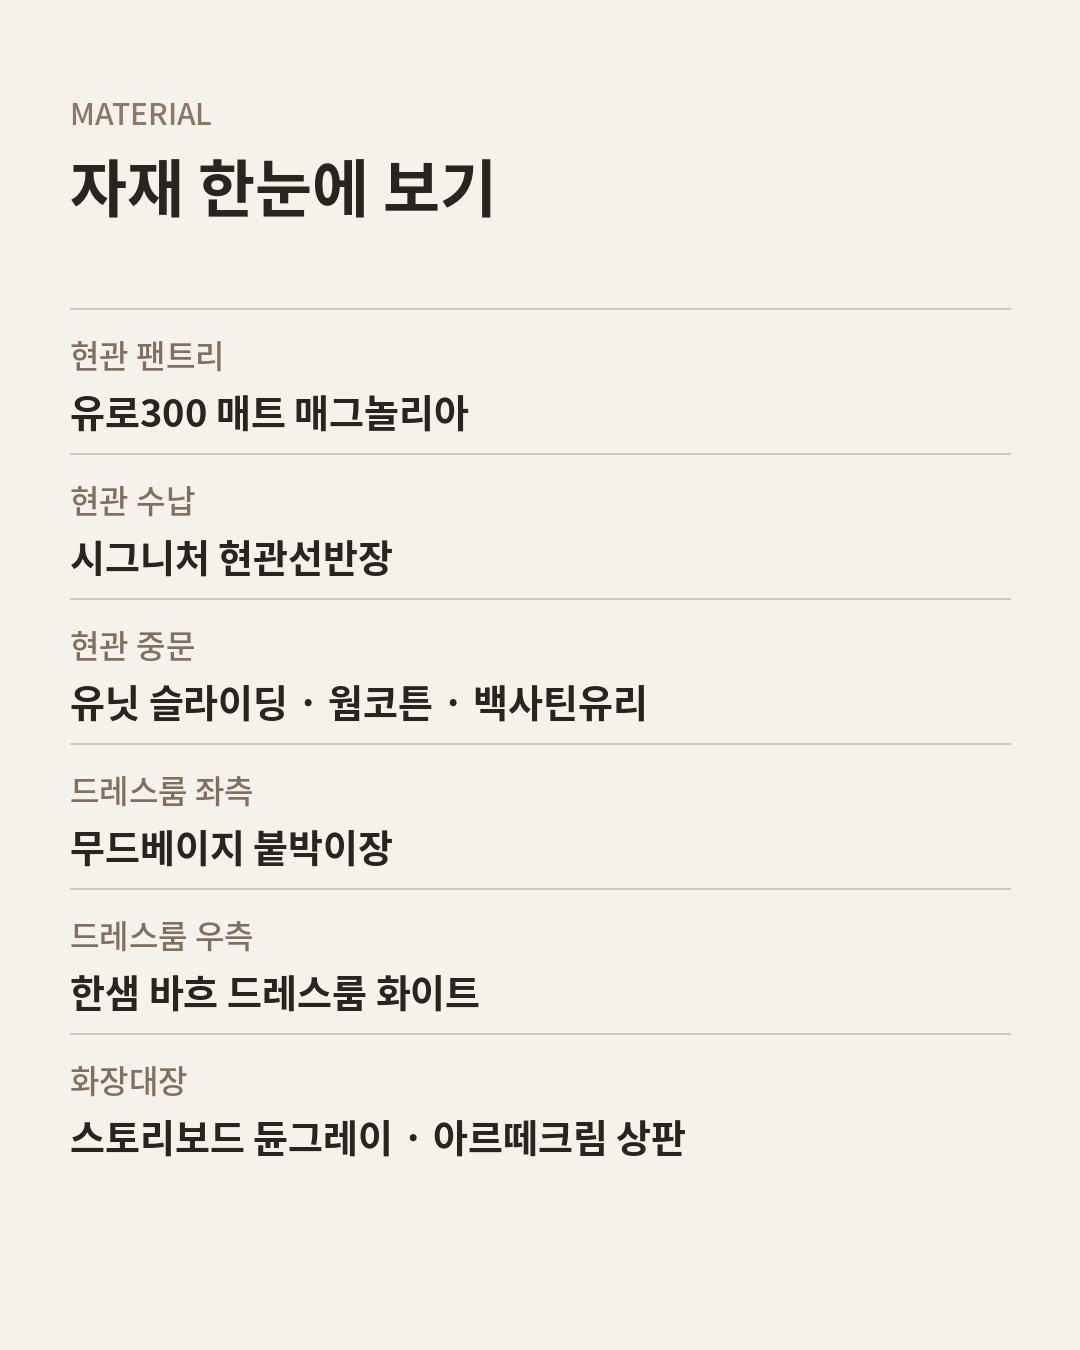 MATERIAL
자재 한눈에 보기
현관 팬트리
유로300 매트 매그놀리아
현관 수납
시그니처 현관선반장
현관 중문
유닛 슬라이딩 · 웜코튼 · 백사틴유리
드레스룸 좌측
무드베이지 붙박이장
드레스룸 우측
한샘 바흐 드레스룸 화이트
화장대장
스토리보드 듄그레이 · 아르떼크림 상판